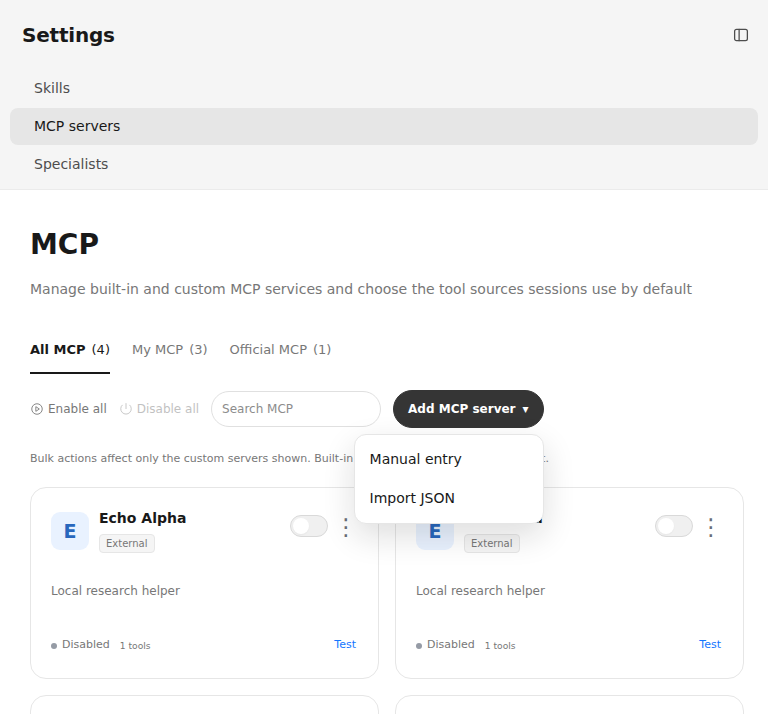 Settings
Skills
MCP servers
Specialists
MCP
Manage built-in and custom MCP services and choose the tool sources sessions use by default
All MCP (4) My MCP (3) Official MCP (1)
Enable all Disable all Search MCP Add MCP server ▾
Bulk actions affect only the custom servers shown. Built-in
Manual entry
Import JSON
E Echo Alpha
External
Local research helper
Disabled 1 tools Test
E
External
Local research helper
Disabled 1 tools Test